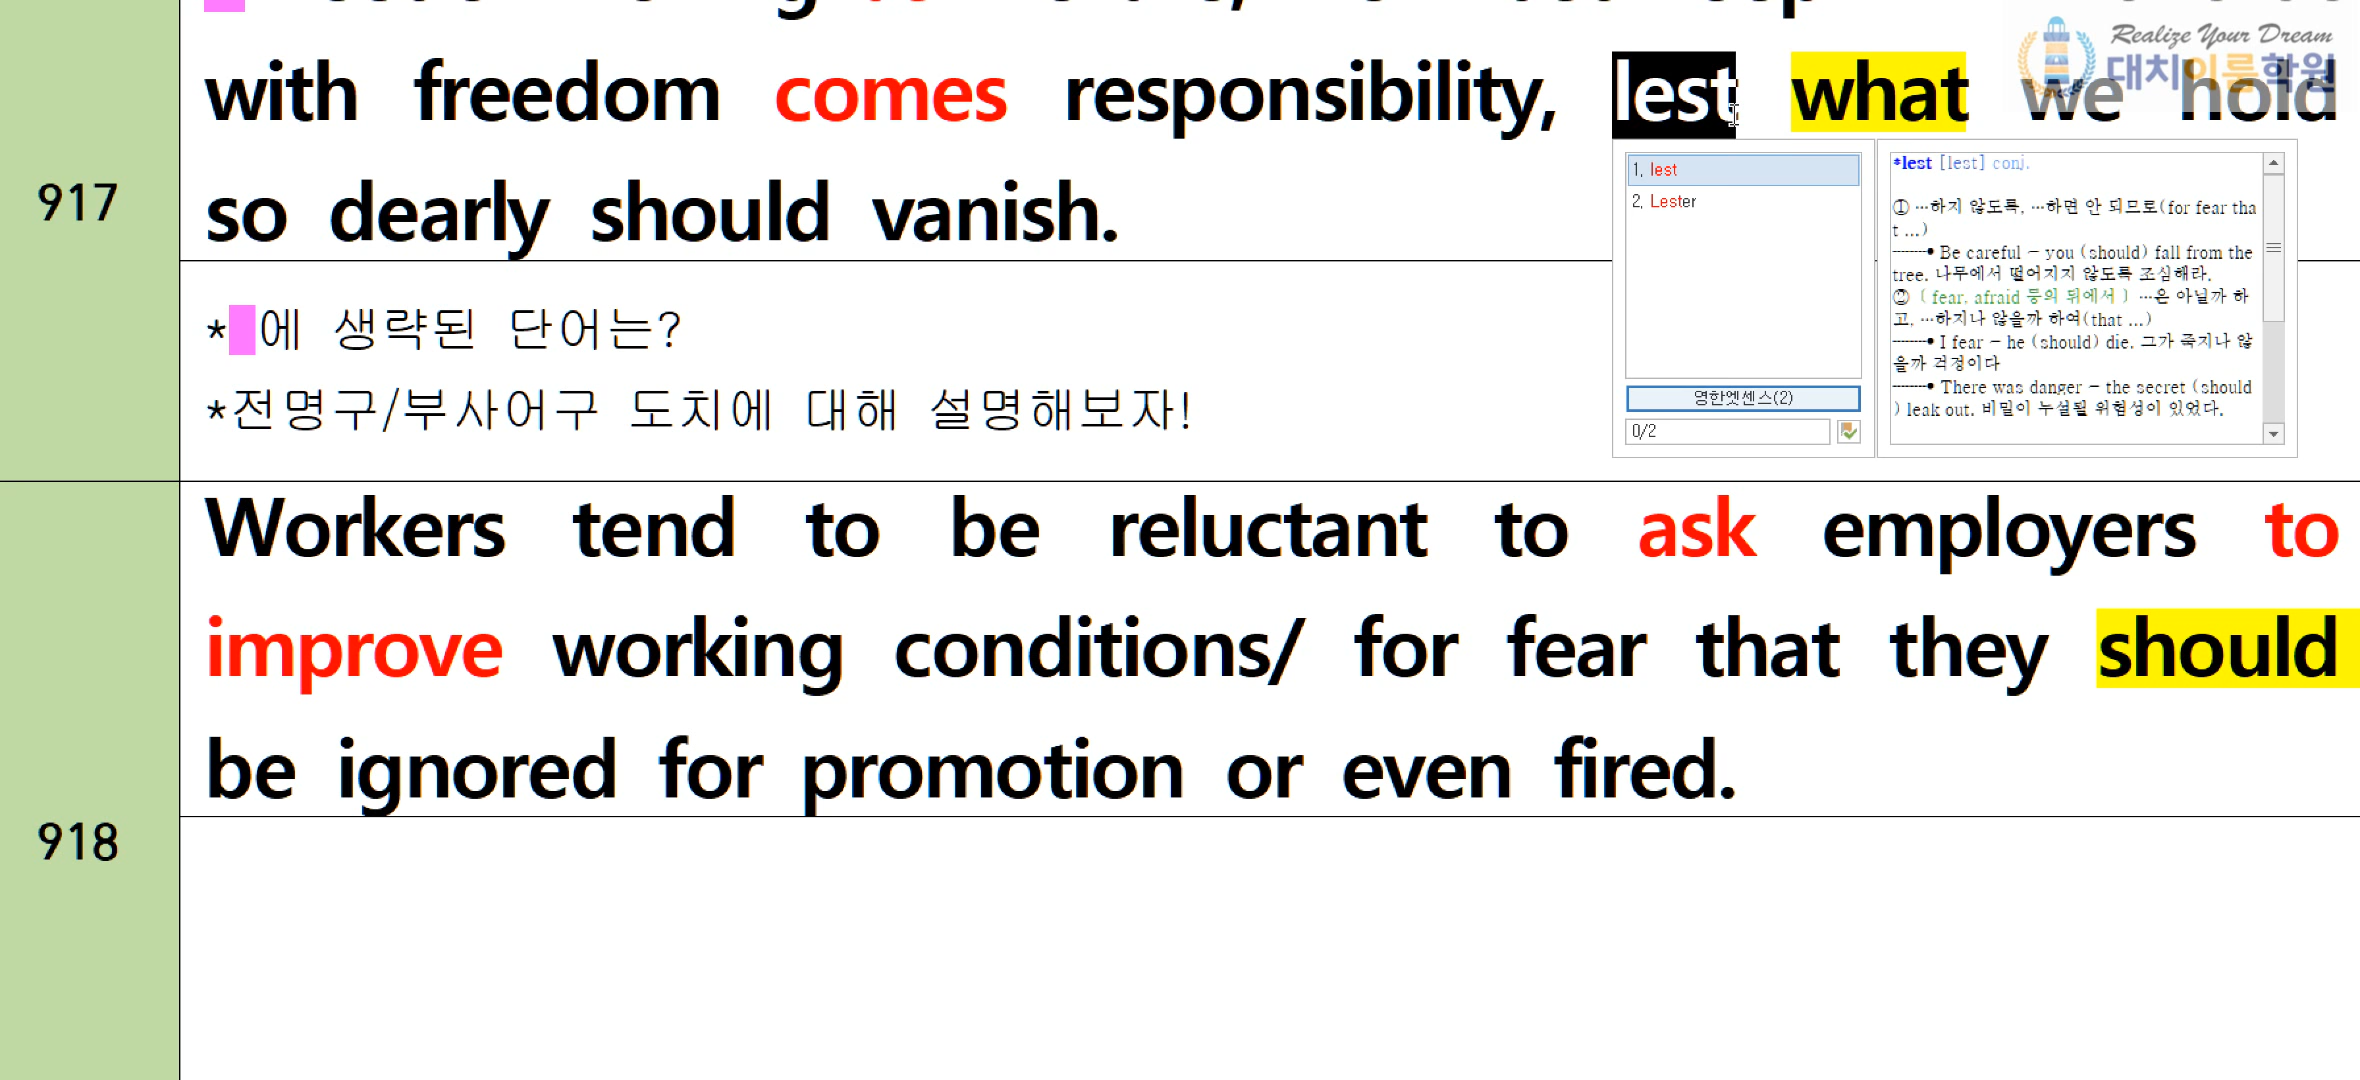 with freedom comes responsibility, lest what we hold
so dearly should vanish.
917
*에 생략된 단어는?
*전명구/부사어구 도치에 대해 설명해보자!
Realize Your Dream
대치이름학원
1, lest
2, Lester
영한엣센스(2)
0/2
*lest [lest] conj.
① …하지 않도록, …하면 안 되므로(for fear tha
t …)
-------• Be careful – you (should) fall from the
tree. 나무에서 떨어지지 않도록 조심해라.
② ( fear, afraid 등의 뒤에서 ) …은 아닐까 하
고, …하지나 않을까 하여(that …)
-------• I fear – he (should) die. 그가 죽지나 않
을까 걱정이다
-------• There was danger – the secret (should
) leak out. 비밀이 누설될 위험성이 있었다.
Workers tend to be reluctant to ask employers to
improve working conditions/ for fear that they should
be ignored for promotion or even fired.
918